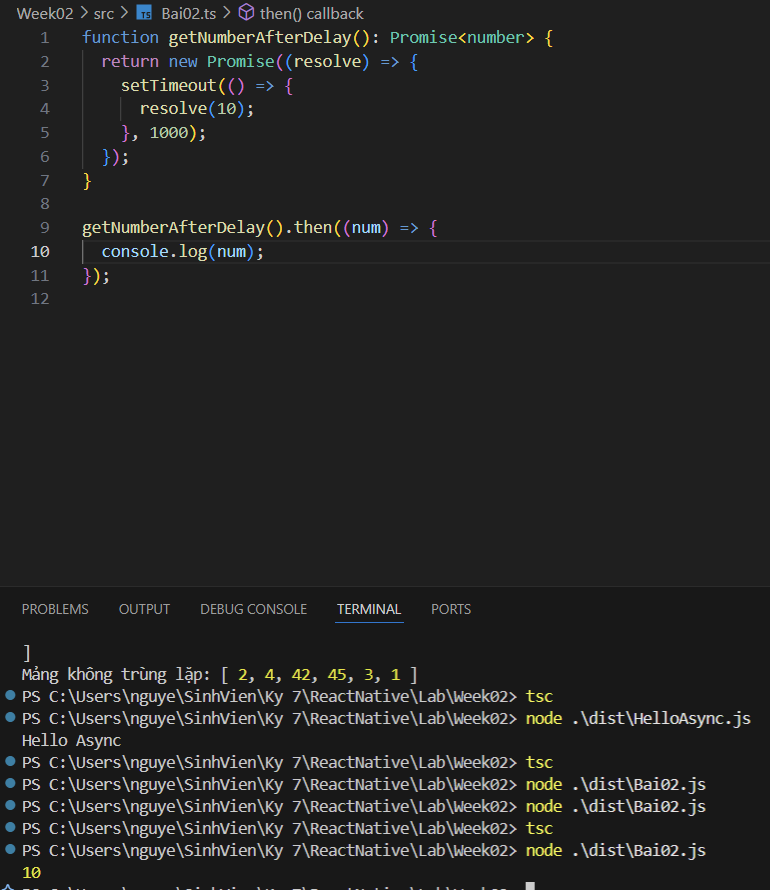 Week02 > src > TS Bai02.ts > then() callback
1 function getNumberAfterDelay(): Promise<number> {
2 return new Promise((resolve) => {
3 setTimeout(() => {
4 resolve(10);
5 }, 1000);
6 });
7 }
8
9 getNumberAfterDelay().then((num) => {
10 console.log(num);
11 });
12
PROBLEMS OUTPUT DEBUG CONSOLE TERMINAL PORTS
]
Mảng không trùng lặp: [ 2, 4, 42, 45, 3, 1 ]
PS C:\Users\nguye\SinhVien\Ky 7\ReactNative\Lab\Week02> tsc
PS C:\Users\nguye\SinhVien\Ky 7\ReactNative\Lab\Week02> node .\dist\HelloAsync.js
Hello Async
PS C:\Users\nguye\SinhVien\Ky 7\ReactNative\Lab\Week02> tsc
PS C:\Users\nguye\SinhVien\Ky 7\ReactNative\Lab\Week02> node .\dist\Bai02.js
PS C:\Users\nguye\SinhVien\Ky 7\ReactNative\Lab\Week02> node .\dist\Bai02.js
PS C:\Users\nguye\SinhVien\Ky 7\ReactNative\Lab\Week02> tsc
PS C:\Users\nguye\SinhVien\Ky 7\ReactNative\Lab\Week02> node .\dist\Bai02.js
10